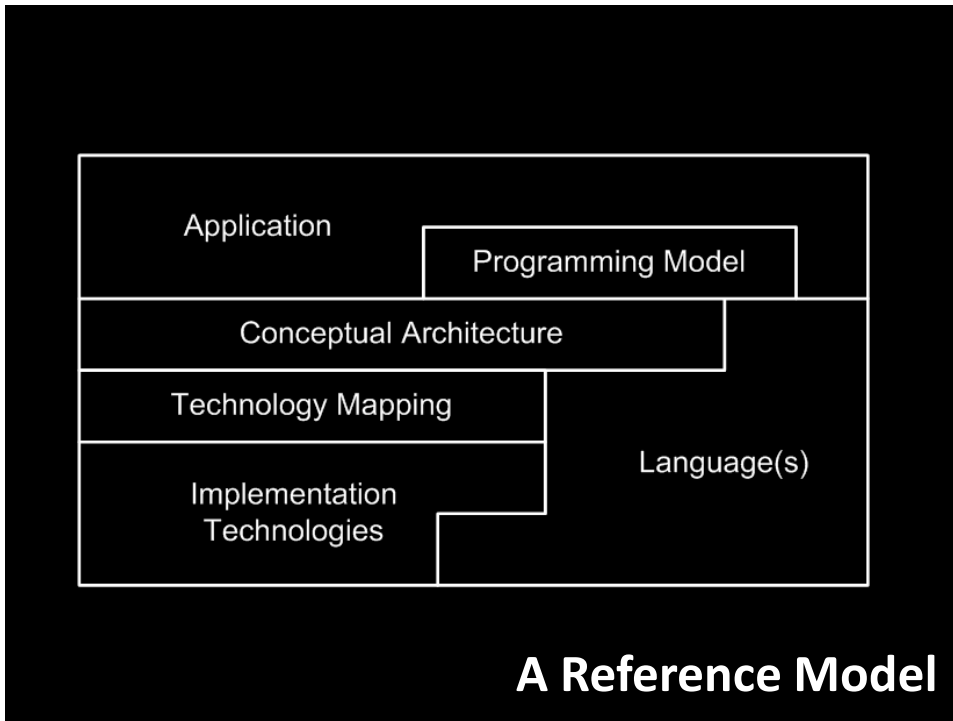 Application
Programming Model
Conceptual Architecture
Technology Mapping
Language(s)
Implementation
Technologies
A Reference Model